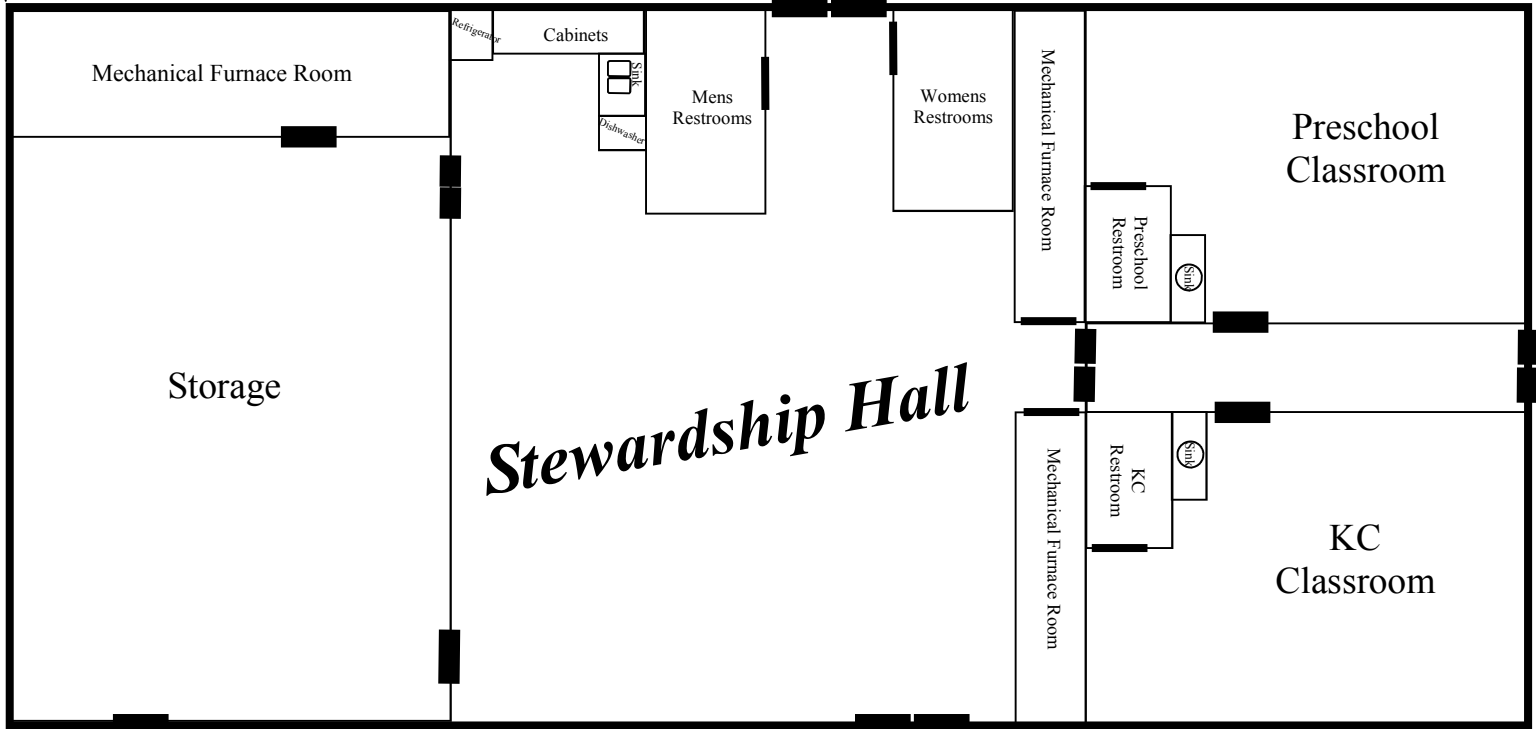 Mechanical Furnace Room
Refrigerator
Cabinets
Sink
Dishwasher
Mens
Restrooms
Womens
Restrooms
Mechanical Furnace Room
Preschool
Classroom
Preschool
Restroom
Sink
Storage
Stewardship Hall
Mechanical Furnace Room
KC
Restroom
Sink
KC
Classroom